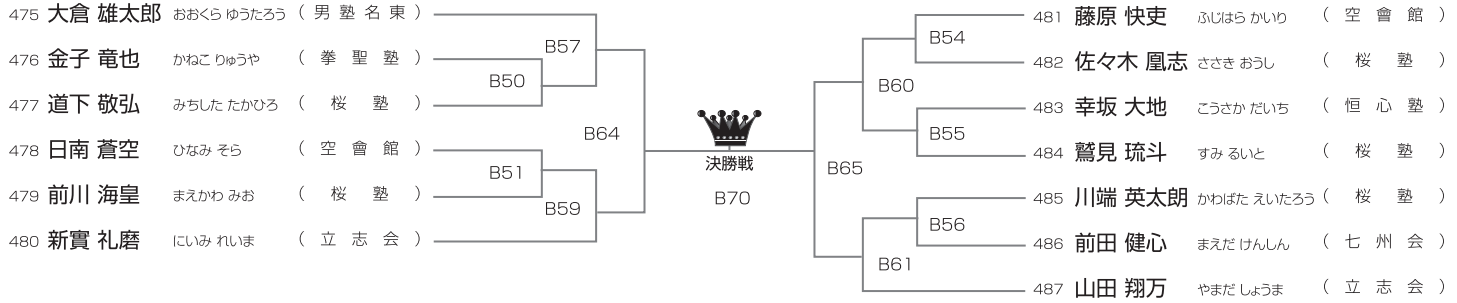 475 大倉 雄太郎 おおくら ゆうたろう （ 男 塾 名 東 ）
476 金子 竜也 かねこ りゅうや （ 拳 聖 塾 ）
477 道下 敬弘 みちした たかひろ （ 桜 塾 ）
478 日南 蒼空 ひなみ そら （ 空 會 館 ）
479 前川 海皇 まえかわ みお （ 桜 塾 ）
480 新實 礼磨 にいみ れいま （ 立 志 会 ）
B57
B50
B64
B51
B59
決勝戦
B70
B54
B60
B55
B65
B56
B61
481 藤原 快吏 ふじはら かいり （ 空 會 館 ）
482 佐々木 凰志 ささき おうし （ 桜 塾 ）
483 幸坂 大地 こうさか だいち （ 恒 心 塾 ）
484 鷲見 琉斗 すみ るいと （ 桜 塾 ）
485 川端 英太朗 かわばた えいたろう （ 桜 塾 ）
486 前田 健心 まえだ けんしん （ 七 州 会 ）
487 山田 翔万 やまだ しょうま （ 立 志 会 ）